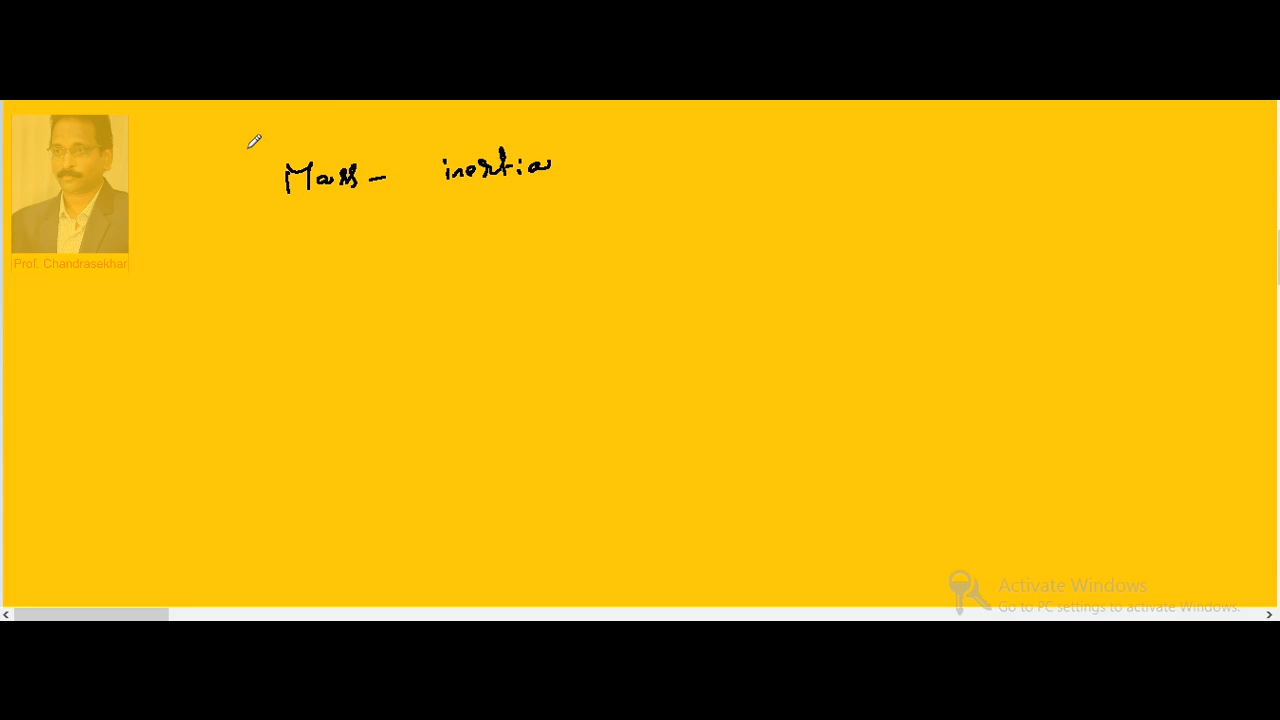 Mass - inertia
Prof. Chandrasekhar
Activate Windows
Go to PC settings to activate Windows.